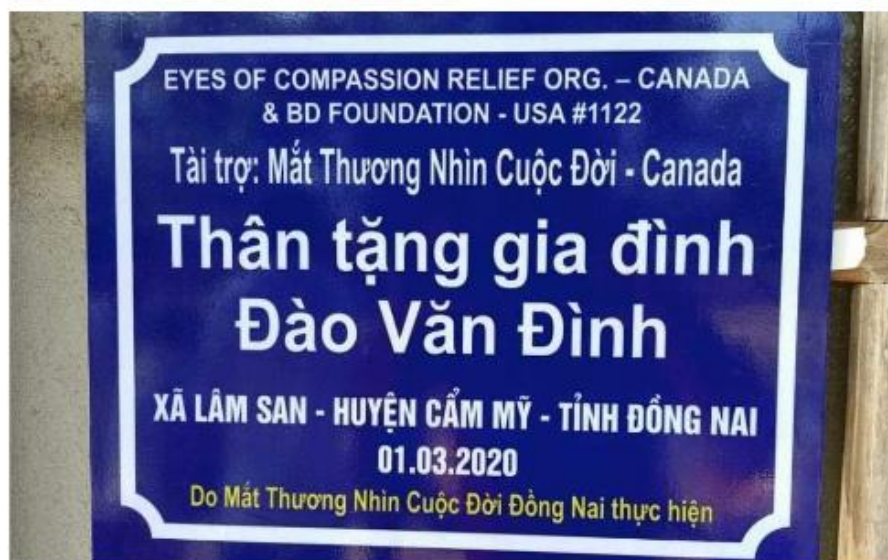 EYES OF COMPASSION RELIEF ORG. – CANADA
& BD FOUNDATION - USA #1122
Tài trợ: Mắt Thương Nhìn Cuộc Đời - Canada
Thân tặng gia đình
Đào Văn Đình
XÃ LÂM SAN - HUYỆN CẨM MỸ - TỈNH ĐỒNG NAI
01.03.2020
Do Mắt Thương Nhìn Cuộc Đời Đồng Nai thực hiện